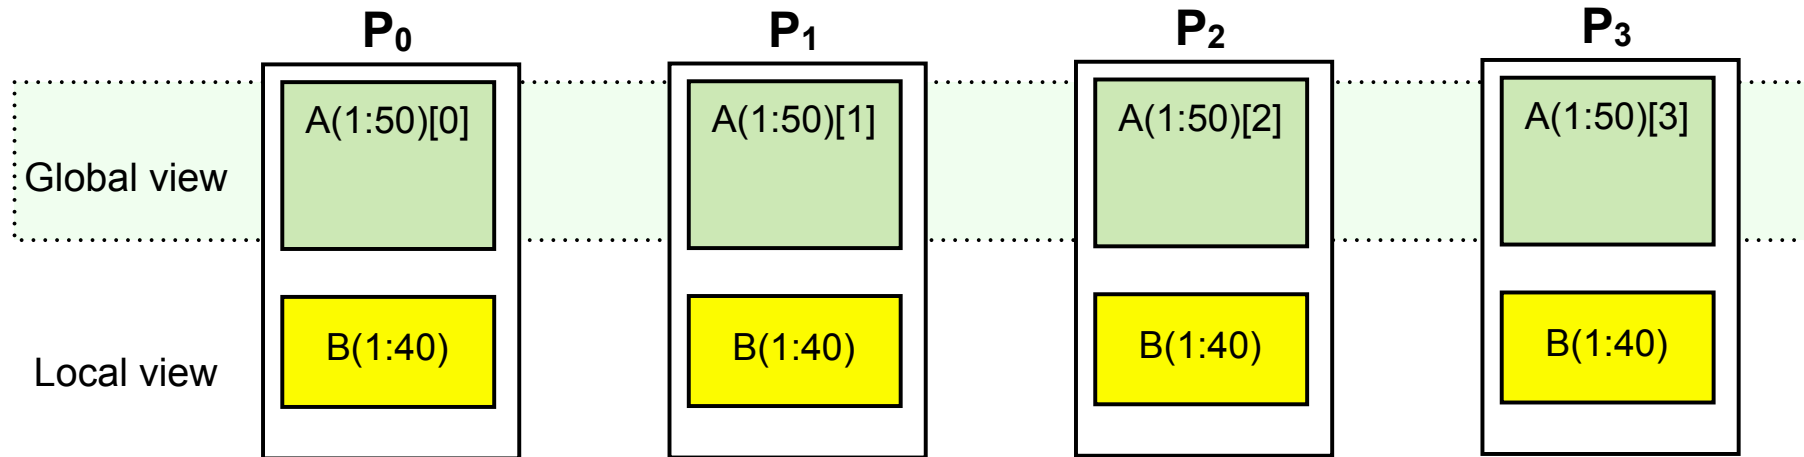 P₀ P₁ P₂ P₃
A(1:50)[0] A(1:50)[1] A(1:50)[2] A(1:50)[3]
Global view
B(1:40) B(1:40) B(1:40) B(1:40)
Local view